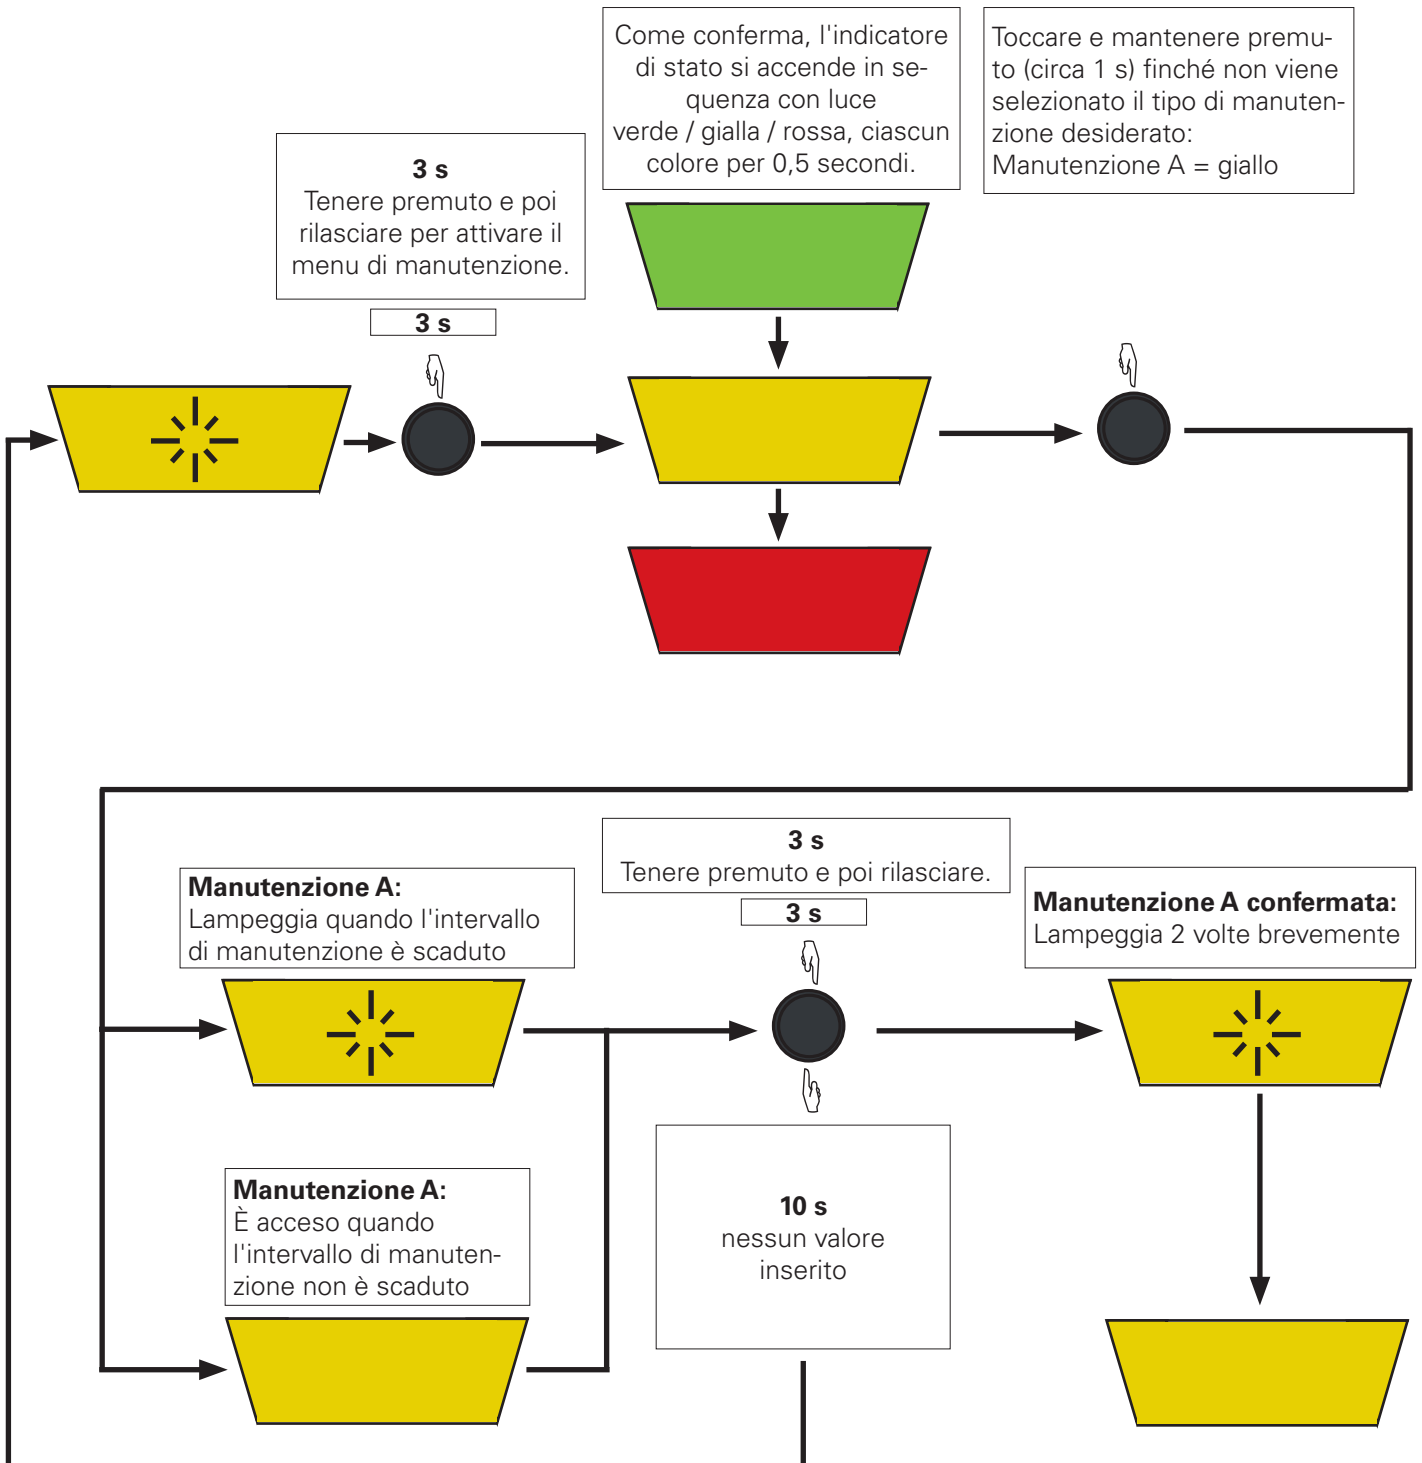 3 s
Tenere premuto e poi
rilasciare per attivare il
menu di manutenzione.
3 s
Come conferma, l'indicatore
di stato si accende in se-
quenza con luce
verde / gialla / rossa, ciascun
colore per 0,5 secondi.
Toccare e mantenere premu-
to (circa 1 s) finché non viene
selezionato il tipo di manuten-
zione desiderato:
Manutenzione A = giallo
Manutenzione A:
Lampeggia quando l'intervallo
di manutenzione è scaduto
3 s
Tenere premuto e poi rilasciare.
3 s
Manutenzione A confermata:
Lampeggia 2 volte brevemente
Manutenzione A:
È acceso quando
l'intervallo di manuten-
zione non è scaduto
10 s
nessun valore
inserito